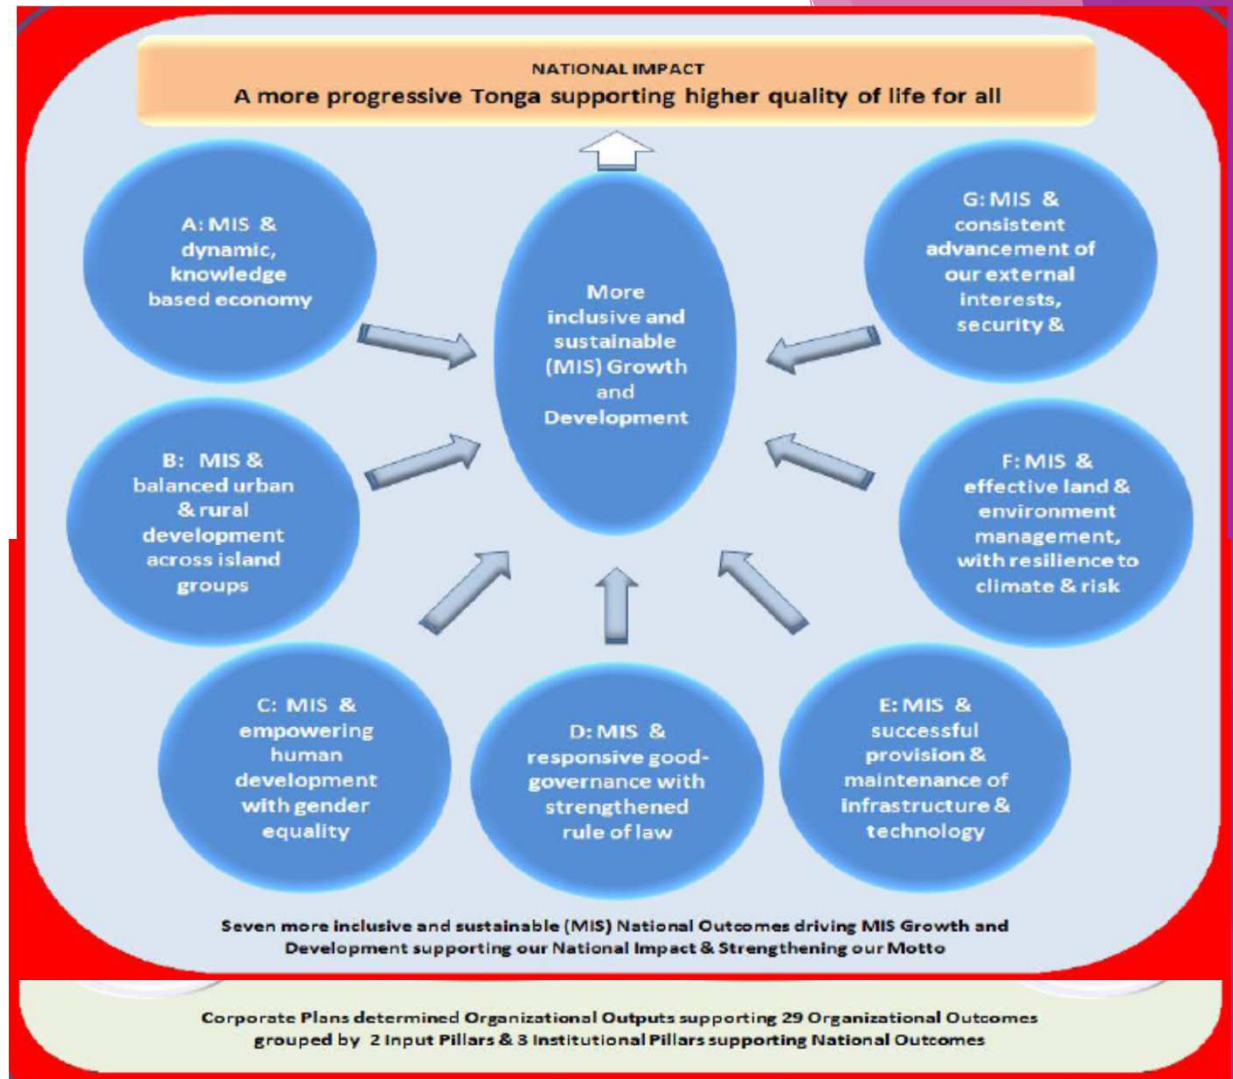 NATIONAL IMPACT
A more progressive Tonga supporting higher quality of life for all
A: MIS &
dynamic,
knowledge
based economy
More
inclusive and
sustainable
(MIS) Growth
and
Development
G: MIS &
consistent
advancement of
our external
interests,
security &
B: MIS &
balanced urban
& rural
development
across island
groups
F: MIS &
effective land &
environment
management,
with resilience to
climate & risk
C: MIS &
empowering
human
development
with gender
equality
D: MIS &
responsive good-
governance with
strengthened
rule of law
E: MIS &
successful
provision &
maintenance of
infrastructure &
technology
Seven more inclusive and sustainable (MIS) National Outcomes driving MIS Growth and
Development supporting our National Impact & Strengthening our Motto
Corporate Plans determined Organizational Outputs supporting 29 Organizational Outcomes
grouped by 2 Input Pillars & 3 Institutional Pillars supporting National Outcomes